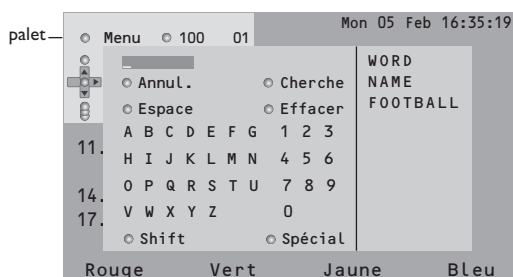 Mon 05 Feb 16:35:19
palet
Menu 100 01
WORD
Annul. Cherche NAME
Espace Effacer FOOTBALL
A B C D E F G 1 2 3
11.
H I J K L M N 4 5 6
O P Q R S T U 7 8 9
14.
V W X Y Z 0
17.
Shift Spécial
Rouge Vert Jaune Bleu